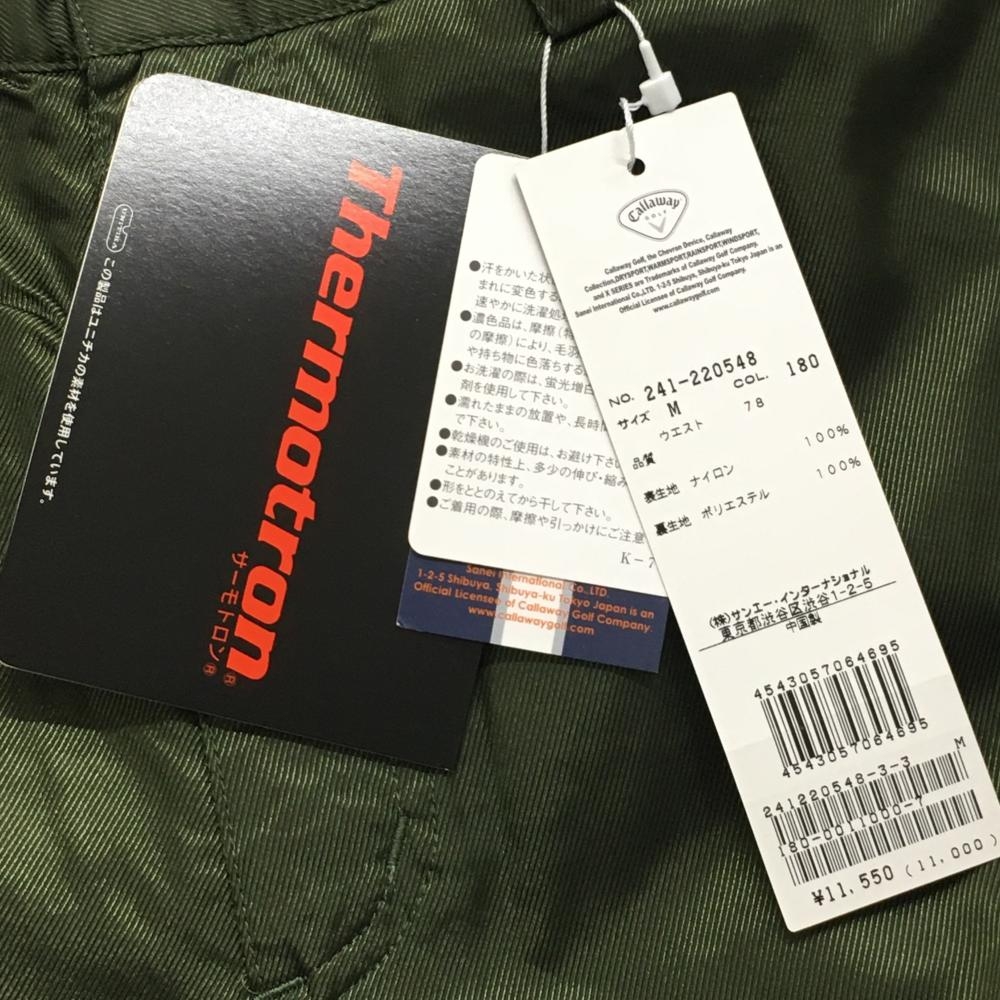 Thermotron
サーモトロン®
®
UNITIKA
この製品はユニチカの素材を使用しています。
●汗をかいた状
まれに変色する
速やかに洗濯処
●濃色品は、摩擦(特
の摩擦)により、毛羽
や持ち物に色落ちする
●お洗濯の際は、蛍光増白
剤を使用して下さい。
●濡れたままの放置や、長時間
で下さい。
●乾燥機のご使用は、お避け下さい
●素材の特性上、多少の伸び・縮み
ことがあります。
●形をととのえてから干して下さい。
●ご着用の際、摩擦や引っかけにご注意
K-7
Sanei International Co., LTD.
1-2-5 Shibuya, Shibuya-ku Tokyo Japan is an
Official Licensee of Callaway Golf Company.
www.callawaygolf.com
Callaway
GOLF
Callaway Golf, the Chevron Device, Callaway
Collection,DRYSPORT,WARMSPORT,RAINSPORT,WINDSPORT,
and X SERIES are Trademarks of Callaway Golf Company.
Sanei International Co.,LTD. 1-2-5 Shibuya, Shibuya-ku Tokyo Japan is an
Official Licensee of Callaway Golf Company.
www.callawaygolf.com
NO. 241-220548
サイズ M COL. 180
ウエスト 78
品質
裏生地 ナイロン 100%
裏生地 ポリエステル 100%
(株)サンエー・インターナショナル
東京都渋谷区渋谷1-2-5
中国製
4543057064695
4543057064695
241220548-3-3 M
180-0011000-7
¥11,550 (11,000)